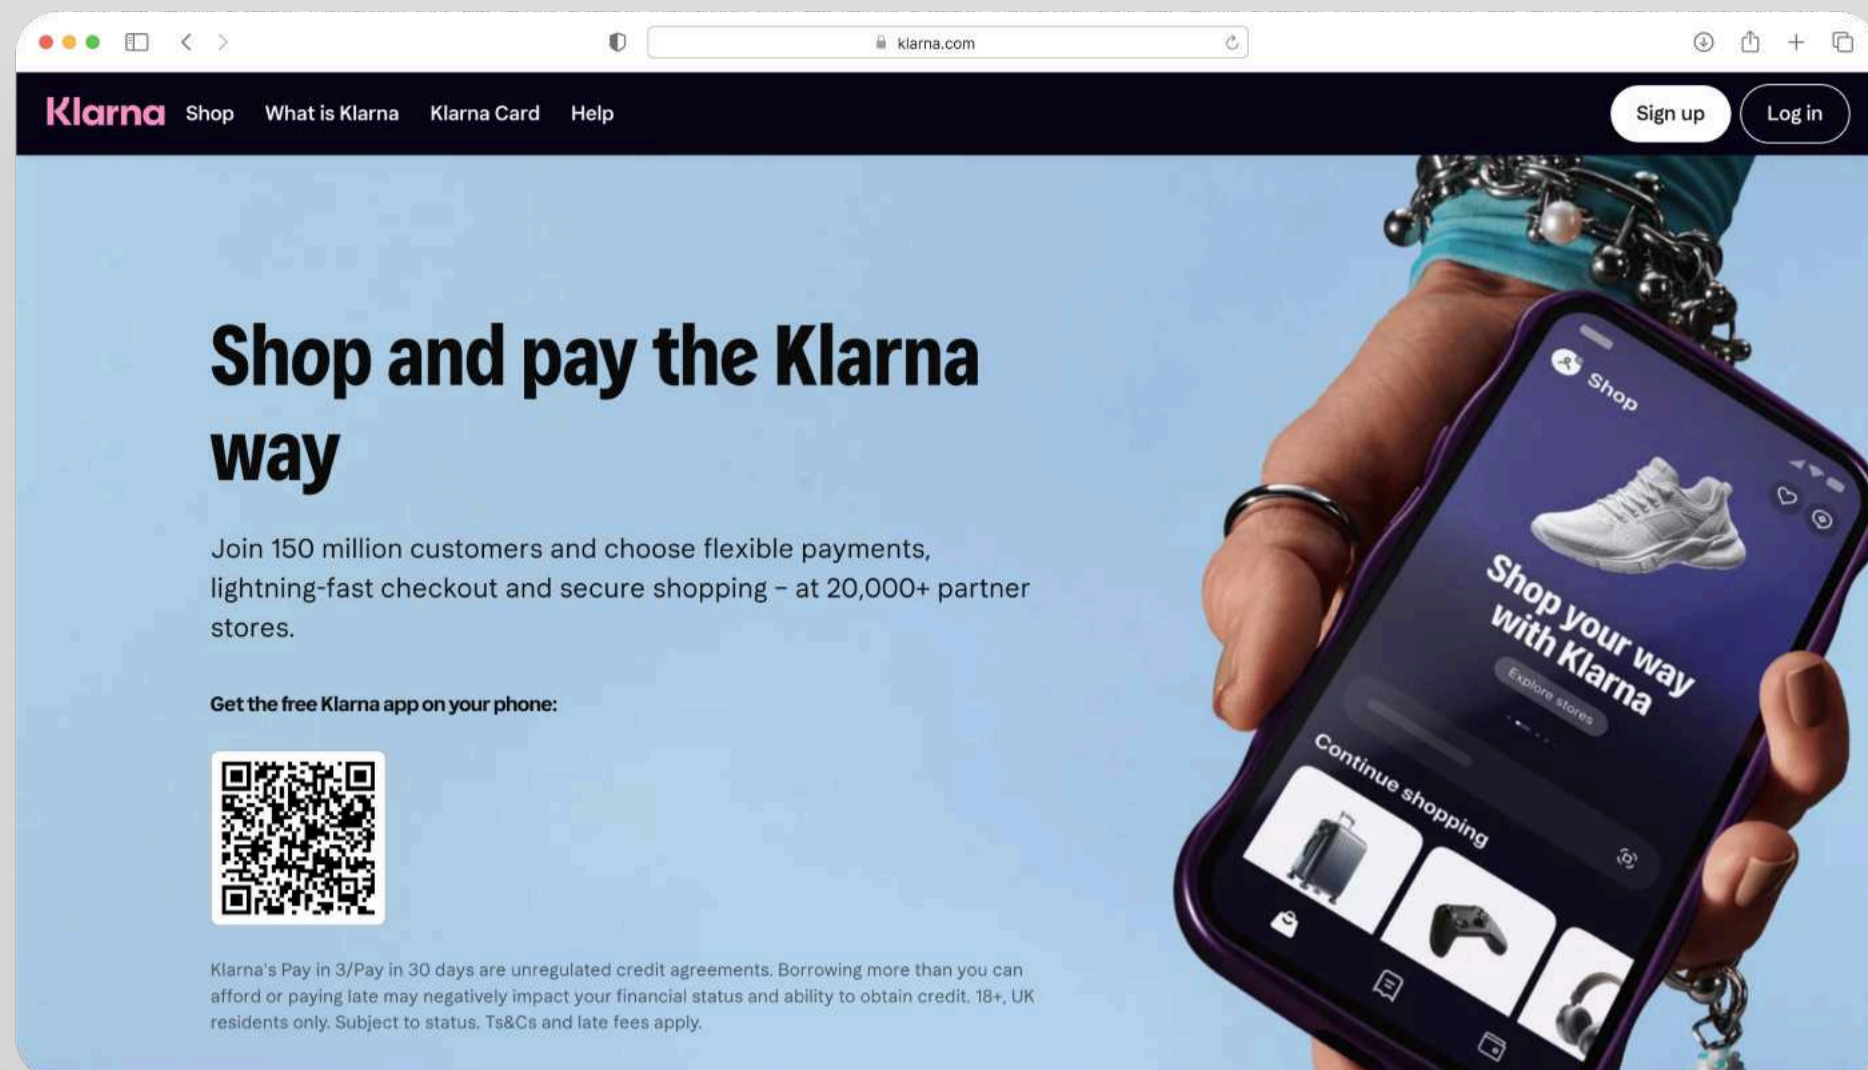 klarna.com
Klarna Shop What is Klarna Klarna Card Help Sign up Log in
Shop and pay the Klarna
way
Join 150 million customers and choose flexible payments,
lightning-fast checkout and secure shopping – at 20,000+ partner
stores.
Get the free Klarna app on your phone:
Klarna's Pay in 3/Pay in 30 days are unregulated credit agreements. Borrowing more than you can
afford or paying late may negatively impact your financial status and ability to obtain credit. 18+, UK
residents only. Subject to status. Ts&Cs and late fees apply.
Shop
Shop your way
with Klarna
Explore stores
Continue shopping